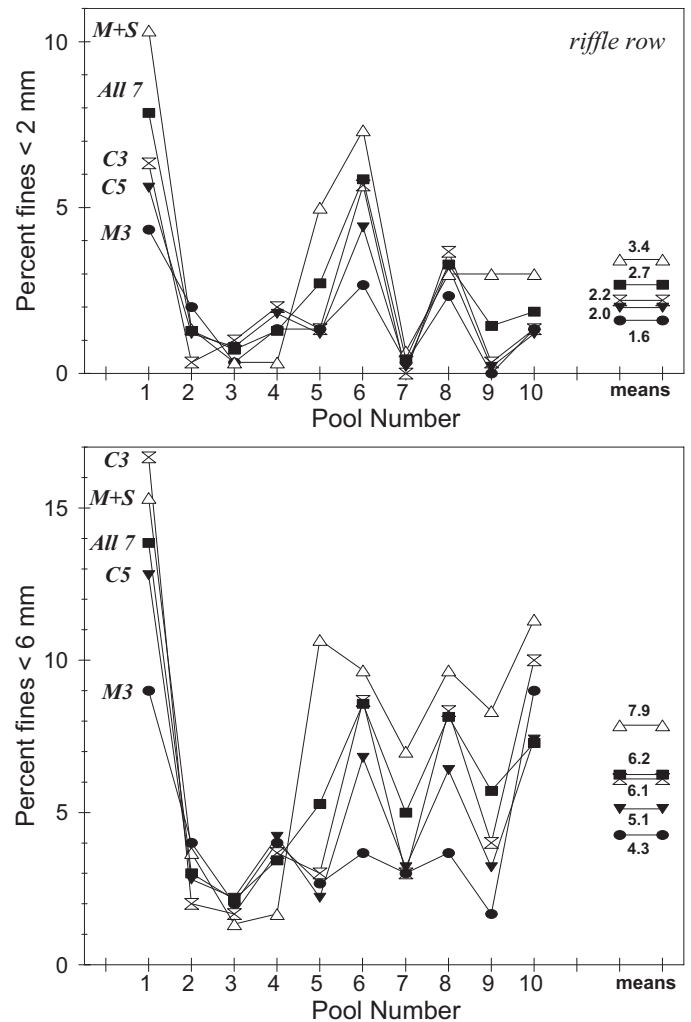 riffle row
Percent fines < 2 mm
10
5
0
M+S
All 7
C3
C5
M3
3.4
2.7
2.2
2.0
1.6
1 2 3 4 5 6 7 8 9 10 means
Pool Number
Percent fines < 6 mm
15
10
5
0
C3
M+S
All 7
C5
M3
7.9
6.2
6.1
5.1
4.3
1 2 3 4 5 6 7 8 9 10 means
Pool Number